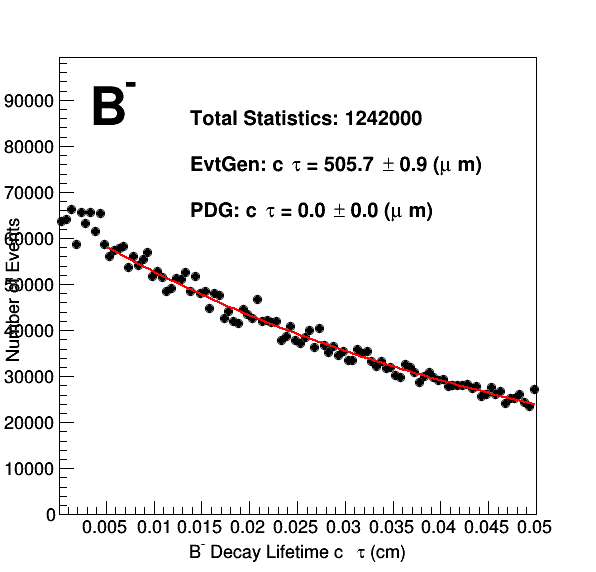 B-
Total Statistics: 1242000
EvtGen: c τ = 505.7 ± 0.9 (μ m)
PDG: c τ = 0.0 ± 0.0 (μ m)
Number of Events
90000
80000
70000
60000
50000
40000
30000
20000
10000
0
0.005 0.01 0.015 0.02 0.025 0.03 0.035 0.04 0.045 0.05
B- Decay Lifetime c τ (cm)